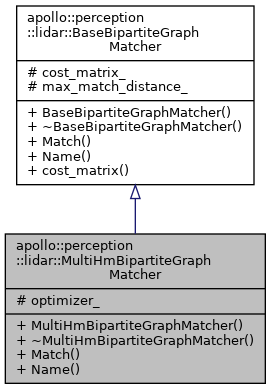 apollo::perception
::lidar::BaseBipartiteGraph
Matcher
# cost_matrix_
# max_match_distance_
+ BaseBipartiteGraphMatcher()
+ ~BaseBipartiteGraphMatcher()
+ Match()
+ Name()
+ cost_matrix()
apollo::perception
::lidar::MultiHmBipartiteGraph
Matcher
# optimizer_
+ MultiHmBipartiteGraphMatcher()
+ ~MultiHmBipartiteGraphMatcher()
+ Match()
+ Name()